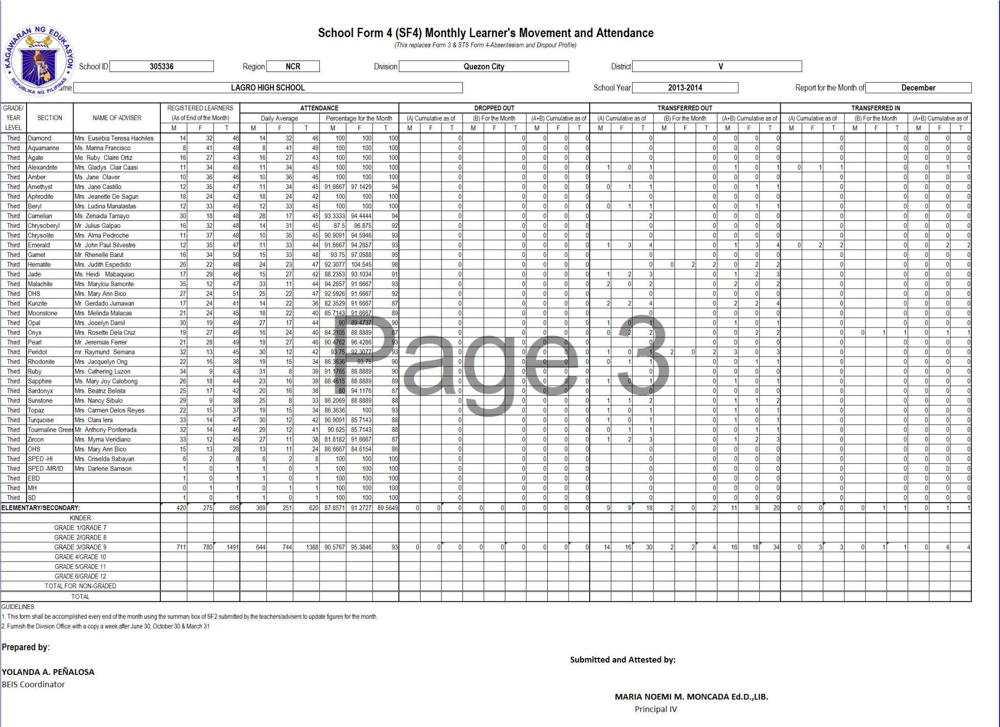 KAGAWARAN NG EDUKASYON
REPUBLIKA NG PILIPINAS
School Form 4 (SF4) Monthly Learner's Movement and Attendance
(This replaces Form 3 & STS Form 4-Absenteeism and Dropout Profile)
School ID 305336 Region NCR Division Quezon City District V
ame LAGRO HIGH SCHOOL School Year 2013-2014 Report for the Month of December
GRADE/ YEAR LEVEL SECTION NAME OF ADVISER REGISTERED LEARNERS (As of End of the Month) ATTENDANCE DROPPED OUT TRANSFERRED OUT TRANSFERRED IN
Daily Average Percentage for the Month (A) Cumulative as of (B) For the Month (A+B) Cumulative as of (A) Cumulative as of (B) For the Month (A+B) Cumulative as of (A) Cumulative as of (B) For the Month (A+B) Cumulative as of
M F T M F T M F T M F T M F T M F T M F T M F T M F T M F T M F T M F T
Third Diamond Mrs. Eusebia Teresa Hachiles 14 32 46 14 32 46 100 100 100 0 0 0 0 0 0 0 0 0 0 0 0 0 0 0
Third Aquamarine Ms. Marina Francisco 8 41 49 8 41 49 100 100 100 0 0 0 0 0 0 0 0 0 0 0 0 0 0 0
Third Agate Me. Ruby Claire Ortiz 16 27 43 16 27 43 100 100 100 0 0 0 0 0 0 0 0 0 0 0 0 0 0 0
Third Alexandrite Mrs. Gladys Clair Caasi 11 34 45 11 34 45 100 100 100 0 0 0 0 0 1 0 1 0 1 0 1 0 1 1 0 0 1 1
Third Amber Ms. Jane Olaver 10 36 46 10 36 46 100 100 100 0 0 0 0 0 0 0 0 0 0 0 0 0 0 0
Third Amethyst Mrs. Jane Castillo 12 35 47 11 34 45 91.6667 97.1429 94 0 0 0 0 0 0 1 1 0 0 1 1 0 0 0 0 0
Third Aphrodite Mrs. Jeanette De Sagun 18 24 42 18 24 42 100 100 100 0 0 0 0 0 0 0 0 0 0 0 0 0 0 0
Third Beryl Mrs. Ludina Manalastas 12 33 45 12 33 45 100 100 100 0 0 0 0 0 0 1 1 0 0 1 1 0 0 0 0 0
Third Carnelian Ms. Zenaida Tamayo 30 18 48 28 17 45 93.3333 94.4444 94 0 0 0 0 0 2 0 0 0 0 0 0 0 0 0
Third Chrysoberyl Mr. Julius Galpao 16 32 48 14 31 45 87.5 96.875 92 0 0 0 0 0 0 0 0 0 0 0 0 0 0 0
Third Chrysolite Mrs. Alma Pedroche 11 37 48 10 35 45 90.9091 94.5946 93 0 0 0 0 0 0 0 0 0 0 0 0 0 0 0
Third Emerald Mr. John Paul Silvestre 12 35 47 11 33 44 91.6667 94.2857 93 0 0 0 0 0 1 3 4 0 1 3 4 0 2 2 0 0 2 2
Third Garnet Mr. Rhenelle Barut 16 34 50 15 33 48 93.75 97.0588 95 0 0 0 0 0 0 0 0 0 0 0 0 0 0 0
Third Hematite Mrs. Judith Espedido 26 22 48 24 23 47 92.3077 104.545 98 0 0 0 0 0 0 0 2 2 0 2 2 0 0 0 0 0
Third Jade Ms. Heidi Mabaquiao 17 29 46 15 27 42 88.2353 93.1034 91 0 0 0 0 0 1 2 3 0 1 2 3 0 0 0 0 0
Third Malachite Mrs. Marylou Samonte 35 12 47 33 11 44 94.2857 91.6667 93 0 0 0 0 0 2 0 2 0 2 0 2 0 0 0 0 0
Third OHS Mrs. Mary Ann Bico 27 24 51 25 22 47 92.5926 91.6667 92 0 0 0 0 0 0 0 0 0 0 0 0 0 0 0
Third Kunzite Mr. Gerdado Jumawan 17 24 41 14 22 36 82.3529 91.6667 87 0 0 0 0 0 2 2 4 0 2 2 4 0 0 0 0 0
Third Moonstone Mrs. Melinda Malacas 21 24 45 18 22 40 85.7143 91.6667 89 0 0 0 0 0 0 0 0 0 0 0 0 0 0 0
Third Opal Mrs. Jocelyn Damil 30 19 49 27 17 44 90 89.4737 90 0 0 0 0 0 1 0 1 0 1 0 1 0 0 0 0 0
Third Onyx Mrs. Rosette Dela Cruz 19 27 46 16 24 40 84.2105 88.8889 87 0 0 0 0 0 0 2 2 0 0 2 2 0 0 1 1 0 1 1
Third Pearl Mr. Jeremias Ferrer 21 28 49 19 27 46 90.4762 96.4286 93 0 0 0 0 0 0 0 0 0 0 0 0 0 0 0
Third Peridot mr. Raymund Semana 32 13 45 30 12 42 93.75 92.3077 93 0 0 0 0 0 1 0 1 2 0 2 3 0 3 0 0 0 0 0
Third Rhodonite Mrs. Jacquelyn Ong 22 16 38 19 15 34 86.3636 93.75 90 0 0 0 0 0 0 1 1 0 0 1 1 0 0 0 0 0
Third Ruby Mrs. Cathering Luzon 34 9 43 31 8 39 91.1765 88.8889 90 0 0 0 0 0 0 0 0 0 0 0 0 0 0 0
Third Sapphire Ms. Mary Joy Calobong 26 18 44 23 16 39 88.4615 88.8889 89 0 0 0 0 0 1 0 1 0 1 0 1 0 0 0 0 0
Third Sardonyx Mrs. Beatriz Belista 25 17 42 20 16 36 80 94.1176 87 0 0 0 0 0 0 0 0 0 0 0 0 0 0 0
Third Sunstone Mrs. Nancy Sibulo 29 9 38 25 8 33 86.2069 88.8889 88 0 0 0 0 0 1 1 2 0 1 1 2 0 0 0 0 0
Third Topaz Mrs. Carmen Delos Reyes 22 15 37 19 15 34 86.3636 100 93 0 0 0 0 0 1 0 1 0 1 0 1 0 0 0 0 0
Third Turquoise Mrs. Clara Iera 33 14 47 30 12 42 90.9091 85.7143 88 0 0 0 0 0 1 0 1 0 1 0 1 0 0 0 0 0
Third Tourmaline Greer Mr. Anthony Ponferrada 32 14 46 29 12 41 90.625 85.7143 88 0 0 0 0 0 0 1 1 0 0 1 1 0 0 0 0 0
Third Zircon Mrs. Myrna Veridiano 33 12 45 27 11 38 81.8182 91.6667 87 0 0 0 0 0 1 2 3 0 1 2 3 0 0 0 0 0
Third OHS Mrs. Mary Ann Bico 15 13 28 13 11 24 86.6667 84.6154 86 0 0 0 0 0 0 0 0 0 0 0 0 0 0 0
Third SPED -HI Mrs. Criselda Sabayan 6 2 8 6 2 8 100 100 100 0 0 0 0 0 0 0 0 0 0 0 0 0 0 0
Third SPED -MR/ID Mrs. Darlene Samson 1 0 1 1 0 1 100 100 100 0 0 0 0 0 0 0 0 0 0 0 0 0 0 0
Third EBD 1 0 1 1 0 1 100 100 100 0 0 0 0 0 0 0 0 0 0 0 0 0 0 0
Third MH 0 1 1 0 1 1 100 100 100 0 0 0 0 0 0 0 0 0 0 0 0 0 0 0
Third SD 1 0 1 1 0 1 100 100 100 0 0 0 0 0 0 0 0 0 0 0 0 0 0 0
ELEMENTARY/SECONDARY: 420 275 695 369 251 620 87.8571 91.2727 89.5649 0 0 0 0 0 0 0 0 0 9 9 18 2 0 2 11 9 20 0 0 0 0 1 1 0 1 1
KINDER
GRADE 1/GRADE 7
GRADE 2/GRADE 8
GRADE 3/GRADE 9 711 780 1491 644 744 1388 90.5767 95.3846 93 0 0 0 0 0 0 0 0 0 14 16 30 2 2 4 16 18 34 0 3 3 0 1 1 0 4 4
GRADE 4/GRADE 10
GRADE 5/GRADE 11
GRADE 6/GRADE 12
TOTAL FOR NON-GRADED
TOTAL
Page 3
GUIDELINES:
1. This form shall be accomplished every end of the month using the summary box of SF2 submitted by the teachers/advisers to update figures for the month.
2. Furnish the Division Office with a copy a week after June 30, October 30 & March 31
Prepared by:
Submitted and Attested by:
YOLANDA A. PEÑALOSA
BEIS Coordinator
MARIA NOEMI M. MONCADA Ed.D.,LIB.
Principal IV